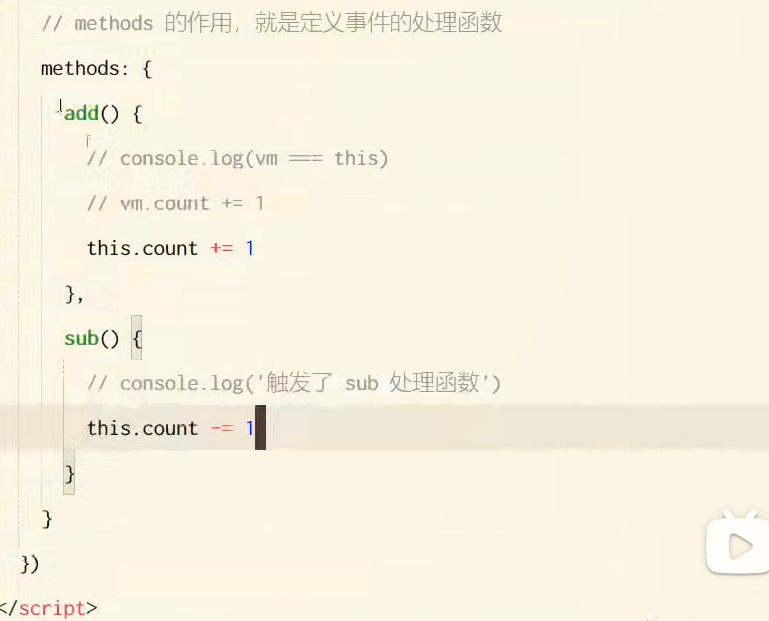 // methods 的作用，就是定义事件的处理函数
methods: {
add() {
// console.log(vm === this)
// vm.count += 1
this.count += 1
},
sub() {
// console.log('触发了 sub 处理函数')
this.count -= 1
}
}
})
</script>